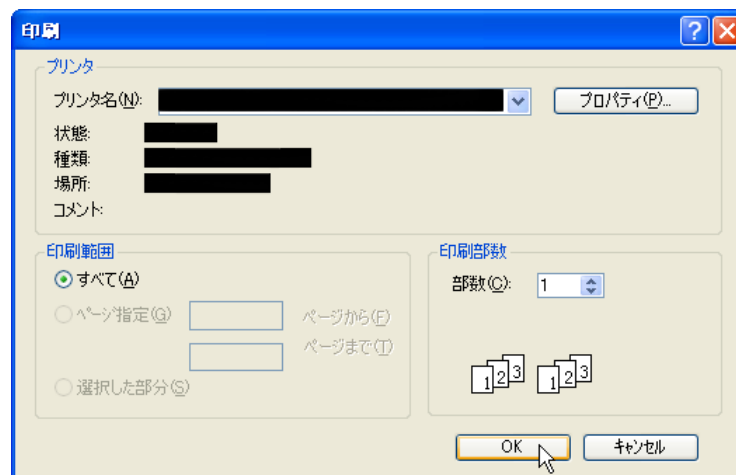 印刷
プリンタ
プリンタ名(N):
プロパティ(P)...
状態:
種類:
場所:
コメント:
印刷範囲
すべて(A)
ページ指定(G)
ページから(F)
ページまで(T)
選択した部分(S)
印刷部数
部数(C):
1
1 2 3 1 2 3
OK
キャンセル